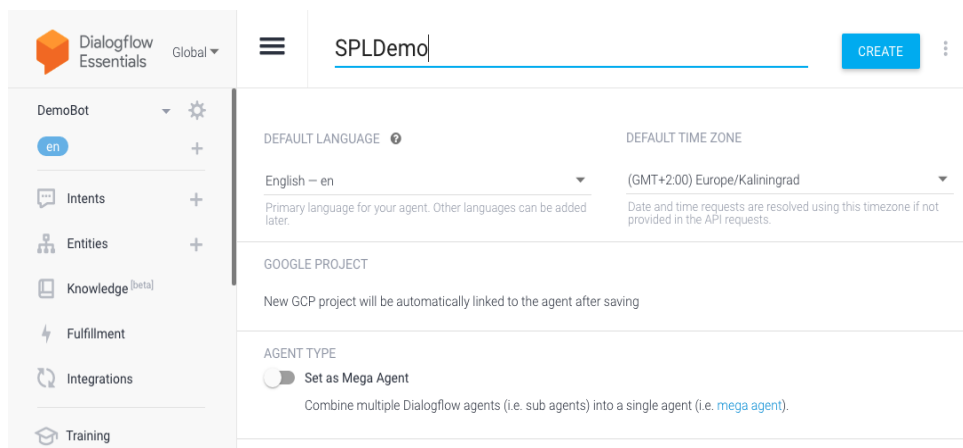 Dialogflow
Essentials
Global
SPLDemo
CREATE
DemoBot
en
DEFAULT LANGUAGE ?
DEFAULT TIME ZONE
English — en
(GMT+2:00) Europe/Kaliningrad
Primary language for your agent. Other languages can be added
later.
Date and time requests are resolved using this timezone if not
provided in the API requests.
Intents
Entities
Knowledge [beta]
Fulfillment
Integrations
Training
GOOGLE PROJECT
New GCP project will be automatically linked to the agent after saving
AGENT TYPE
Set as Mega Agent
Combine multiple Dialogflow agents (i.e. sub agents) into a single agent (i.e. mega agent).